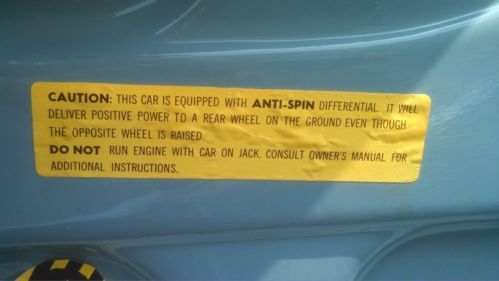 CAUTION: THIS CAR IS EQUIPPED WITH ANTI-SPIN DIFFERENTIAL. IT WILL
DELIVER POSITIVE POWER TO A REAR WHEEL ON THE GROUND EVEN THOUGH
THE OPPOSITE WHEEL IS RAISED.
DO NOT RUN ENGINE WITH CAR ON JACK. CONSULT OWNER'S MANUAL FOR
ADDITIONAL INSTRUCTIONS.